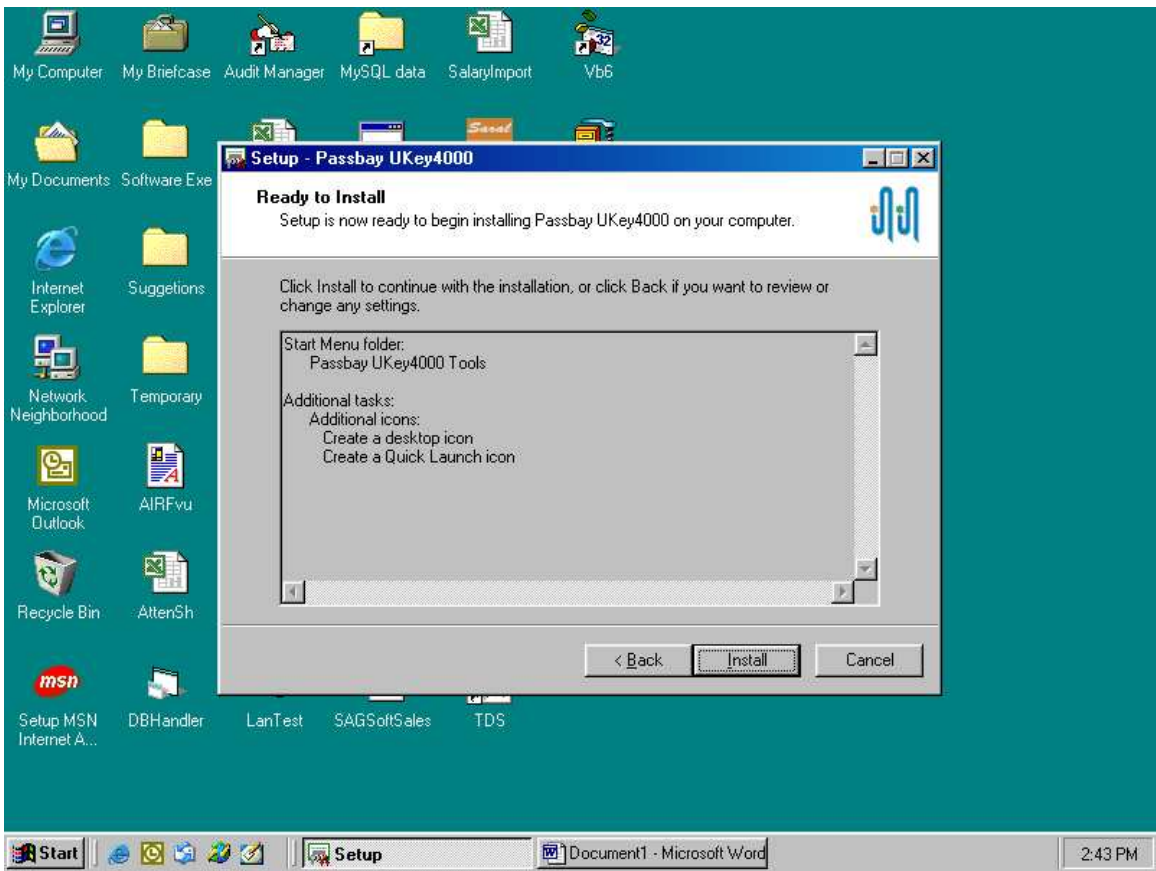 My Computer
My Briefcase
Audit Manager
MySQL data
SalaryImport
Vb6
32
Saral
My Documents
Software Exe
Setup - Passbay UKey4000
Ready to Install
Setup is now ready to begin installing Passbay UKey4000 on your computer.
Internet
Explorer
Suggetions
Click Install to continue with the installation, or click Back if you want to review or
change any settings.
Start Menu folder:
Passbay UKey4000 Tools
Additional tasks:
Additional icons:
Create a desktop icon
Create a Quick Launch icon
Network
Neighborhood
Temporary
Microsoft
Outlook
AIRFvu
Recycle Bin
AttenSh
< Back
Install
Cancel
msn
Setup MSN
Internet A...
DBHandler
LanTest
SAGSoftSales
TDS
Start
Setup
Document1 - Microsoft Word
2:43 PM